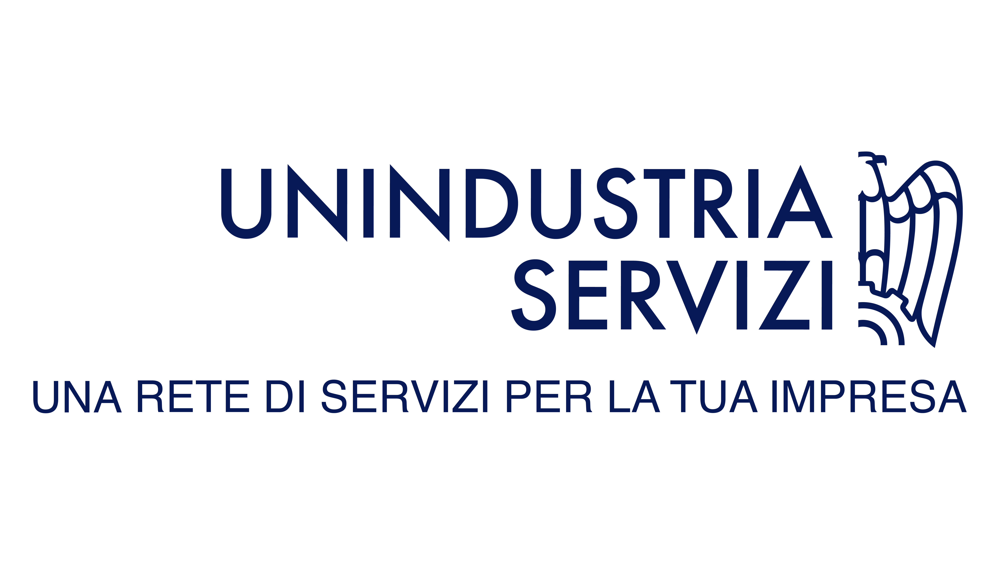 UNINDUSTRIA
SERVIZI
UNA RETE DI SERVIZI PER LA TUA IMPRESA